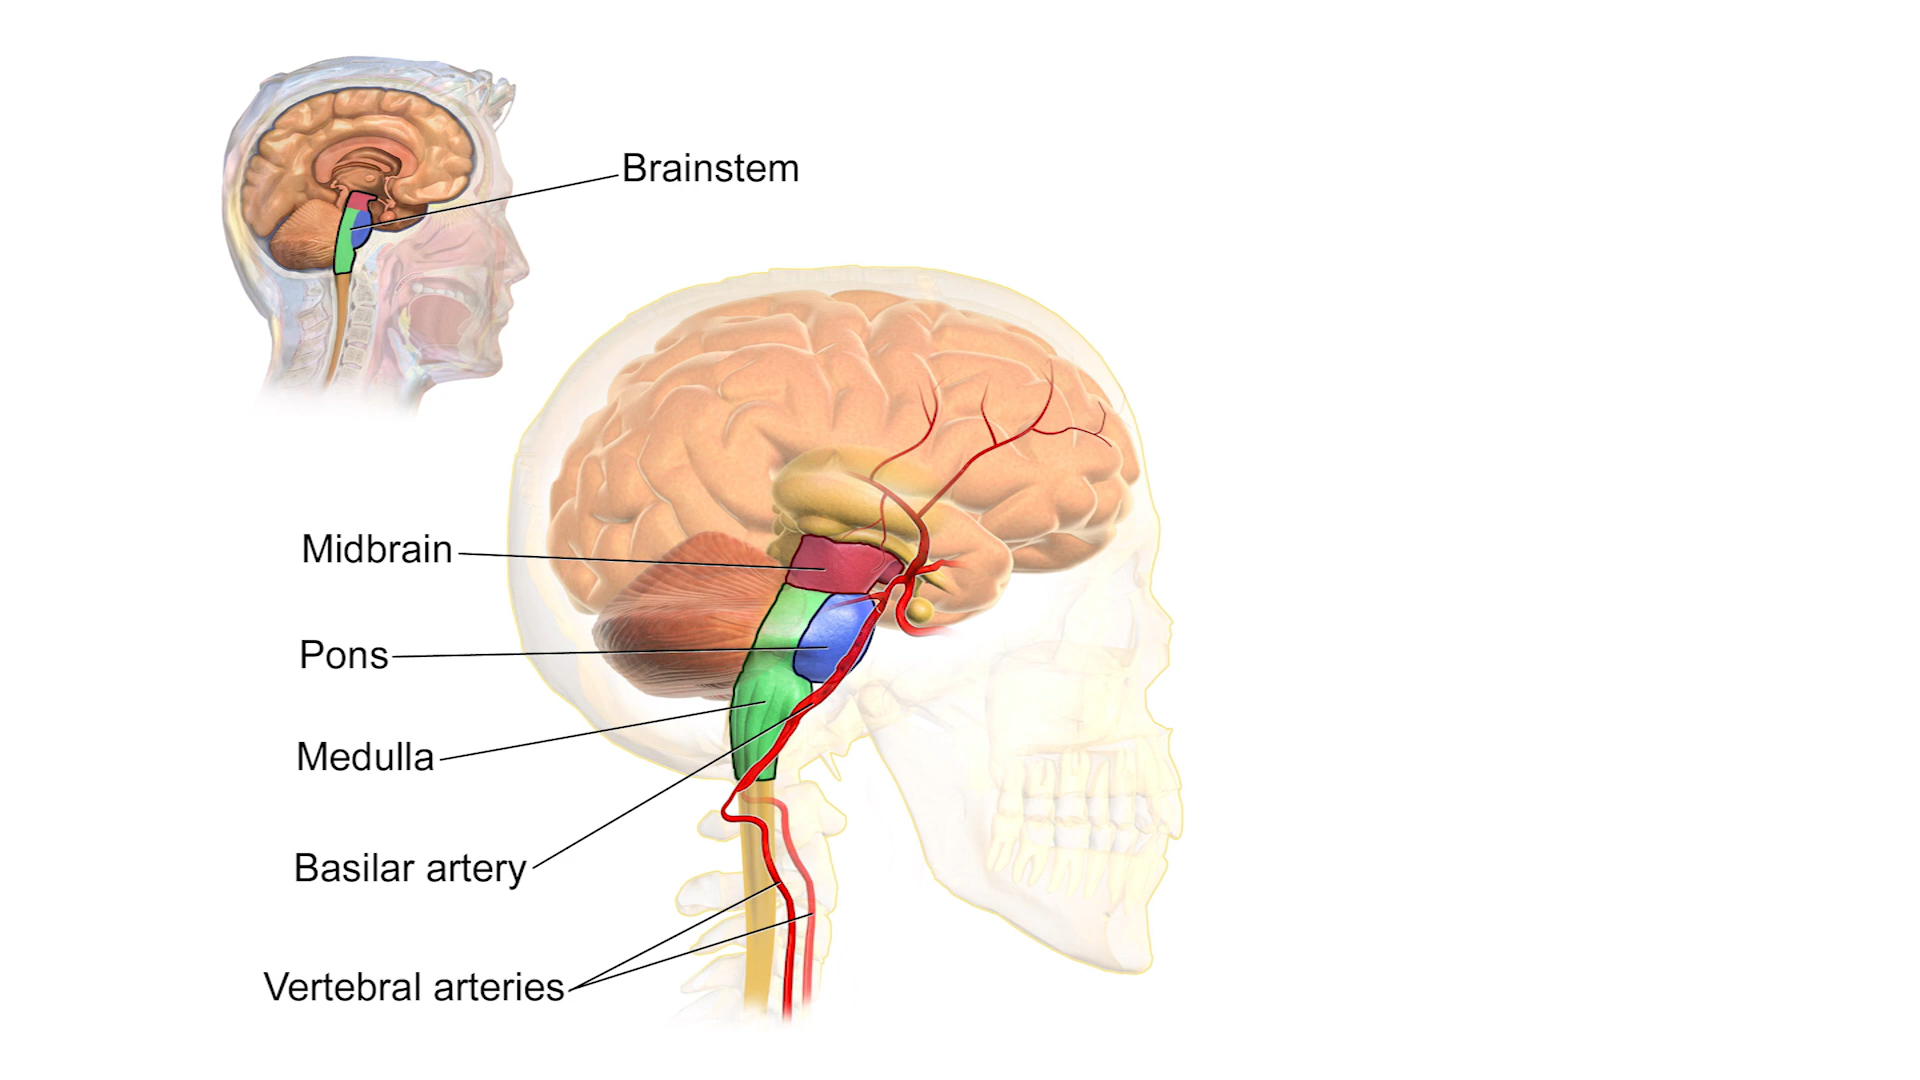 Brainstem
Midbrain
Pons
Medulla
Basilar artery
Vertebral arteries